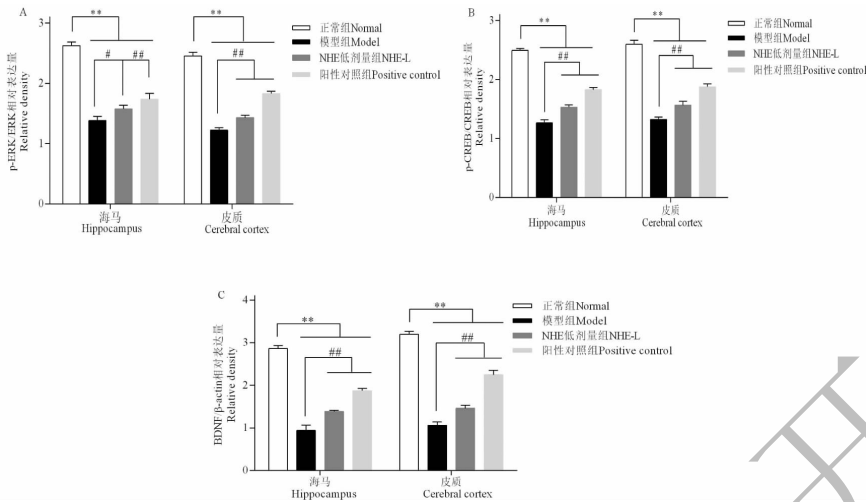 A
p-ERK/ERK相对表达量
Relative density
3
2
1
0
**
**
#
##
##
海马
Hippocampus
皮质
Cerebral cortex
正常组Normal
模型组Model
NHE低剂量组NHE-L
阳性对照组Positive control
B
p-CREB/CREB相对表达量
Relative density
3
2
1
0
**
**
##
##
海马
Hippocampus
皮质
Cerebral cortex
正常组Normal
模型组Model
NHE低剂量组NHE-L
阳性对照组Positive control
C
BDNF/β-actin相对表达量
Relative density
4
3
2
1
0
**
**
##
##
海马
Hippocampus
皮质
Cerebral cortex
正常组Normal
模型组Model
NHE低剂量组NHE-L
阳性对照组Positive control